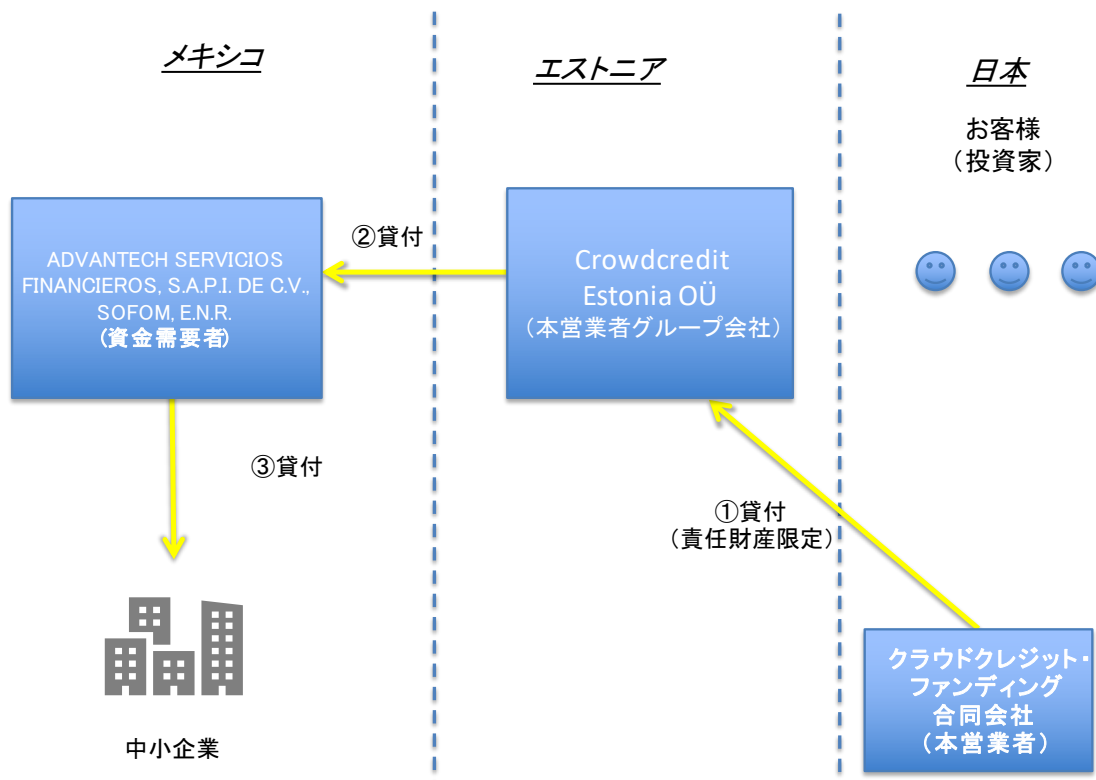 メキシコ
エストニア
日本
お客様
（投資家）
ADVANTECH SERVICIOS
FINANCIEROS, S.A.P.I. DE C.V.,
SOFOM, E.N.R.
(資金需要者)
②貸付
Crowdcredit
Estonia OÜ
（本営業者グループ会社）
③貸付
①貸付
（責任財産限定）
中小企業
クラウドクレジット・
ファンディング
合同会社
（本営業者）